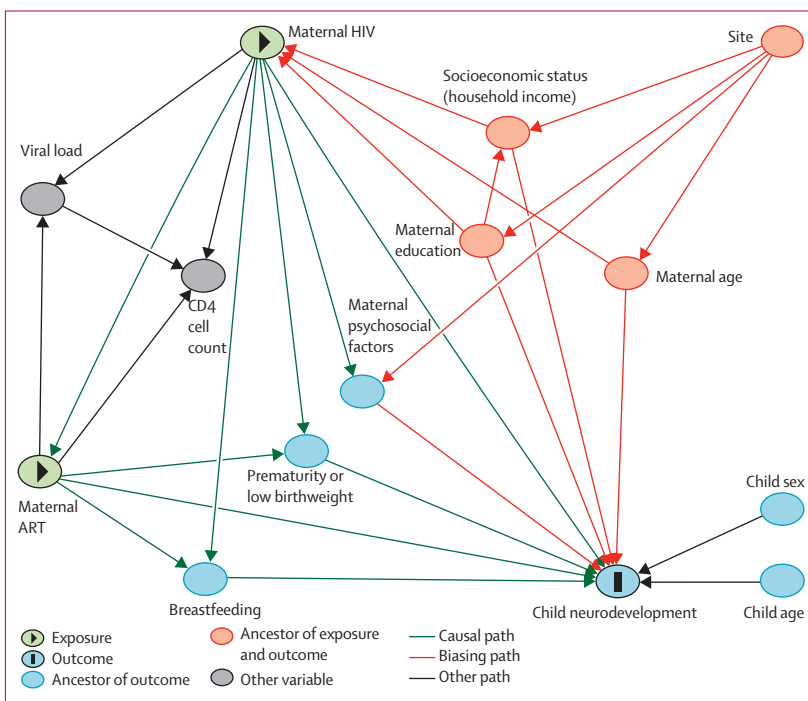 Maternal HIV
Site
Socioeconomic status
(household income)
Viral load
Maternal
education
Maternal age
CD4
cell
count
Maternal
psychosocial
factors
Prematurity or
low birthweight
Maternal
ART
Child sex
Breastfeeding
Child neurodevelopment
Child age
Exposure
Outcome
Ancestor of outcome
Ancestor of exposure
and outcome
Other variable
Causal path
Biasing path
Other path